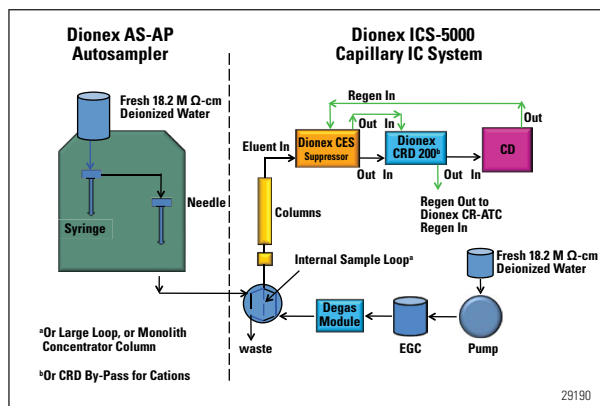 Dionex AS-AP
Autosampler
Dionex ICS-5000
Capillary IC System
Fresh 18.2 M Ω-cm
Deionized Water
Syringe
Needle
Regen In
Out
Out In
Eluent In
Dionex CES
Suppressor
Dionex
CRD 200ᵇ
CD
Out In
Out In
Regen Out to
Dionex CR-ATC
Regen In
Columns
Internal Sample Loopᵃ
Fresh 18.2 M Ω-cm
Deionized Water
Degas
Module
waste
EGC
Pump
ᵃOr Large Loop, or Monolith
Concentrator Column
ᵇOr CRD By-Pass for Cations
29190